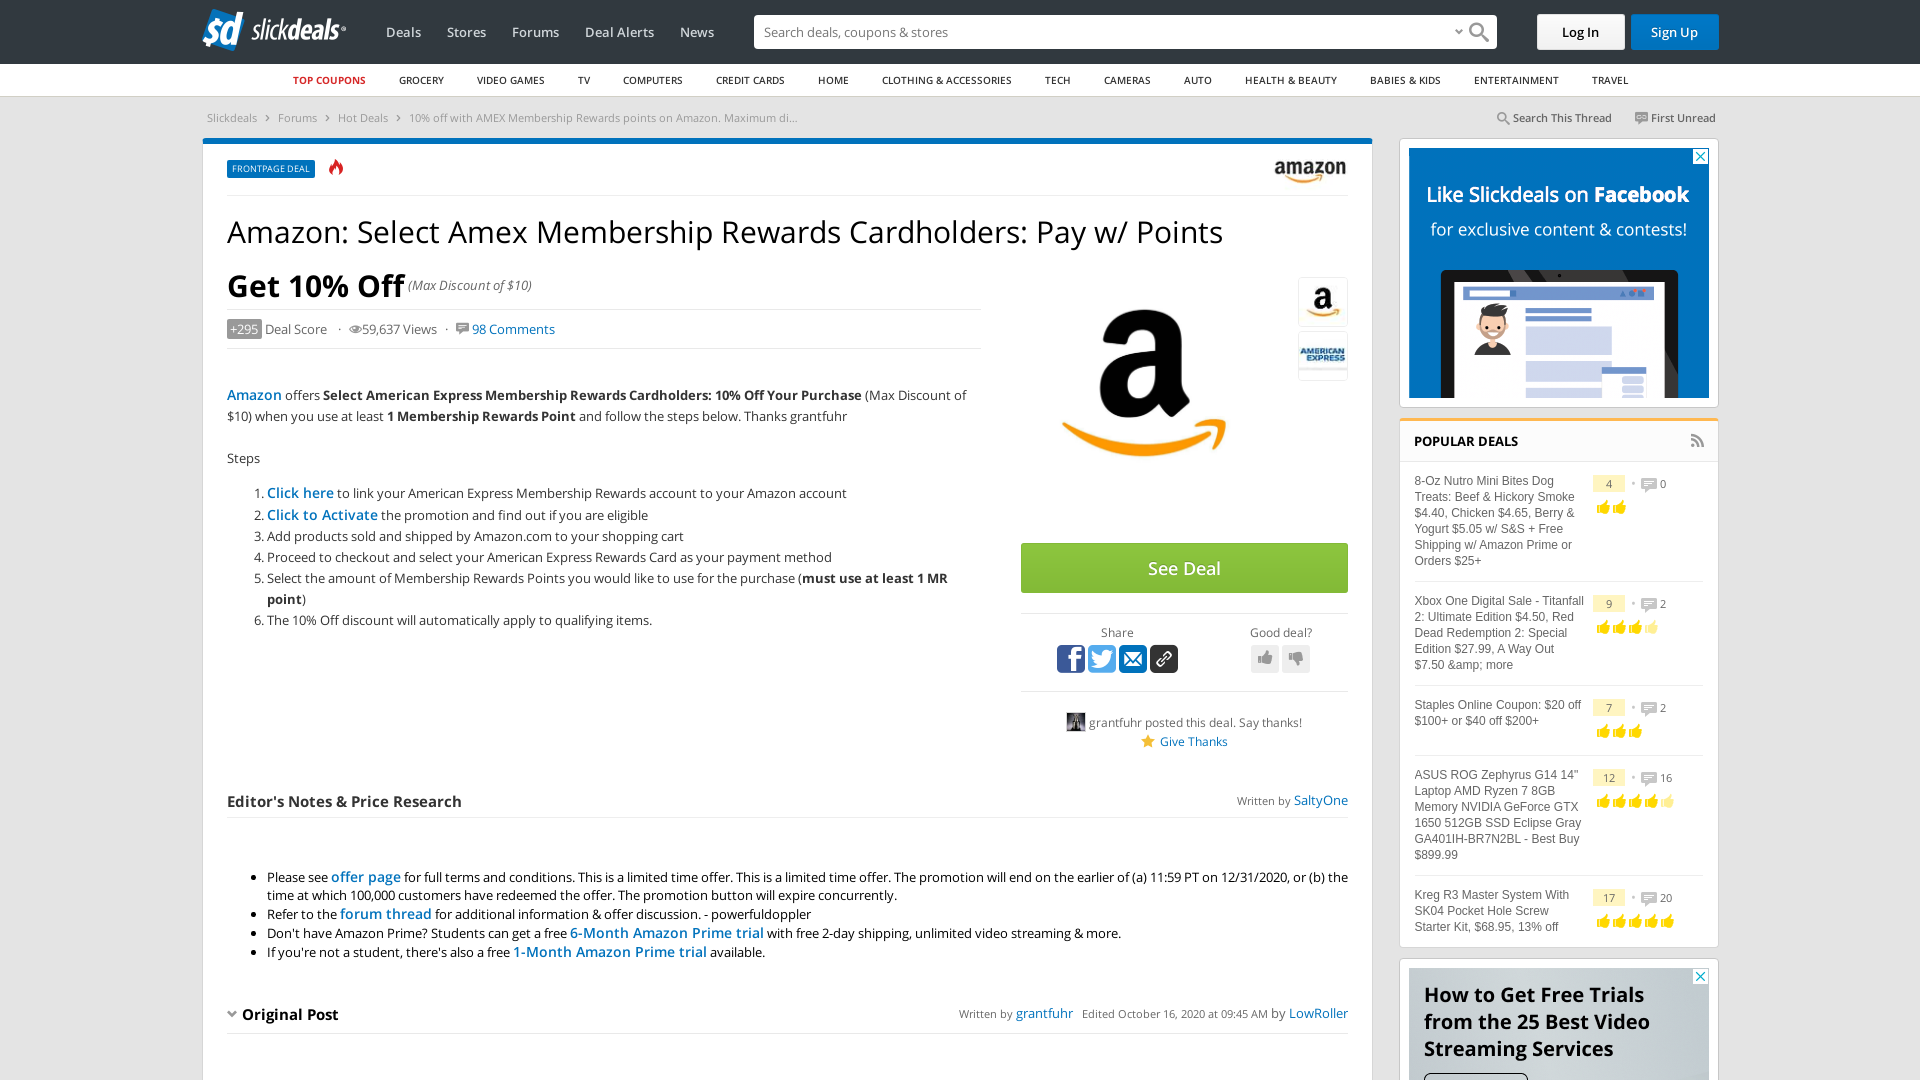 sd slickdeals
Deals
Stores
Forums
Deal Alerts
News
Search deals, coupons & stores
Log In
Sign Up
TOP COUPONS
GROCERY
VIDEO GAMES
TV
COMPUTERS
CREDIT CARDS
HOME
CLOTHING & ACCESSORIES
TECH
CAMERAS
AUTO
HEALTH & BEAUTY
BABIES & KIDS
ENTERTAINMENT
TRAVEL
Slickdeals › Forums › Hot Deals › 10% off with AMEX Membership Rewards points on Amazon. Maximum di...
Search This Thread
First Unread
FRONTPAGE DEAL
amazon
Amazon: Select Amex Membership Rewards Cardholders: Pay w/ Points
Get 10% Off (Max Discount of $10)
+295 Deal Score · 59,637 Views · 98 Comments
Amazon offers Select American Express Membership Rewards Cardholders: 10% Off Your Purchase (Max Discount of
$10) when you use at least 1 Membership Rewards Point and follow the steps below. Thanks grantfuhr
Steps
1. Click here to link your American Express Membership Rewards account to your Amazon account
2. Click to Activate the promotion and find out if you are eligible
3. Add products sold and shipped by Amazon.com to your shopping cart
4. Proceed to checkout and select your American Express Rewards Card as your payment method
5. Select the amount of Membership Rewards Points you would like to use for the purchase (must use at least 1 MR
point)
6. The 10% Off discount will automatically apply to qualifying items.
a
a
AMERICAN
EXPRESS
See Deal
Share
Good deal?
grantfuhr posted this deal. Say thanks!
Give Thanks
Editor's Notes & Price Research
Written by SaltyOne
• Please see offer page for full terms and conditions. This is a limited time offer. This is a limited time offer. The promotion will end on the earlier of (a) 11:59 PT on 12/31/2020, or (b) the
time at which 100,000 customers have redeemed the offer. The promotion button will expire concurrently.
• Refer to the forum thread for additional information & offer discussion. - powerfuldoppler
• Don't have Amazon Prime? Students can get a free 6-Month Amazon Prime trial with free 2-day shipping, unlimited video streaming & more.
• If you're not a student, there's also a free 1-Month Amazon Prime trial available.
Original Post
Written by grantfuhr Edited October 16, 2020 at 09:45 AM by LowRoller
Like Slickdeals on Facebook
for exclusive content & contests!
POPULAR DEALS
8-Oz Nutro Mini Bites Dog
Treats: Beef & Hickory Smoke
$4.40, Chicken $4.65, Berry &
Yogurt $5.05 w/ S&S + Free
Shipping w/ Amazon Prime or
Orders $25+
4 • 0
Xbox One Digital Sale - Titanfall
2: Ultimate Edition $4.50, Red
Dead Redemption 2: Special
Edition $27.99, A Way Out
$7.50 &amp; more
9 • 2
Staples Online Coupon: $20 off
$100+ or $40 off $200+
7 • 2
ASUS ROG Zephyrus G14 14"
Laptop AMD Ryzen 7 8GB
Memory NVIDIA GeForce GTX
1650 512GB SSD Eclipse Gray
GA401IH-BR7N2BL - Best Buy
$899.99
12 • 16
Kreg R3 Master System With
SK04 Pocket Hole Screw
Starter Kit, $68.95, 13% off
17 • 20
How to Get Free Trials
from the 25 Best Video
Streaming Services